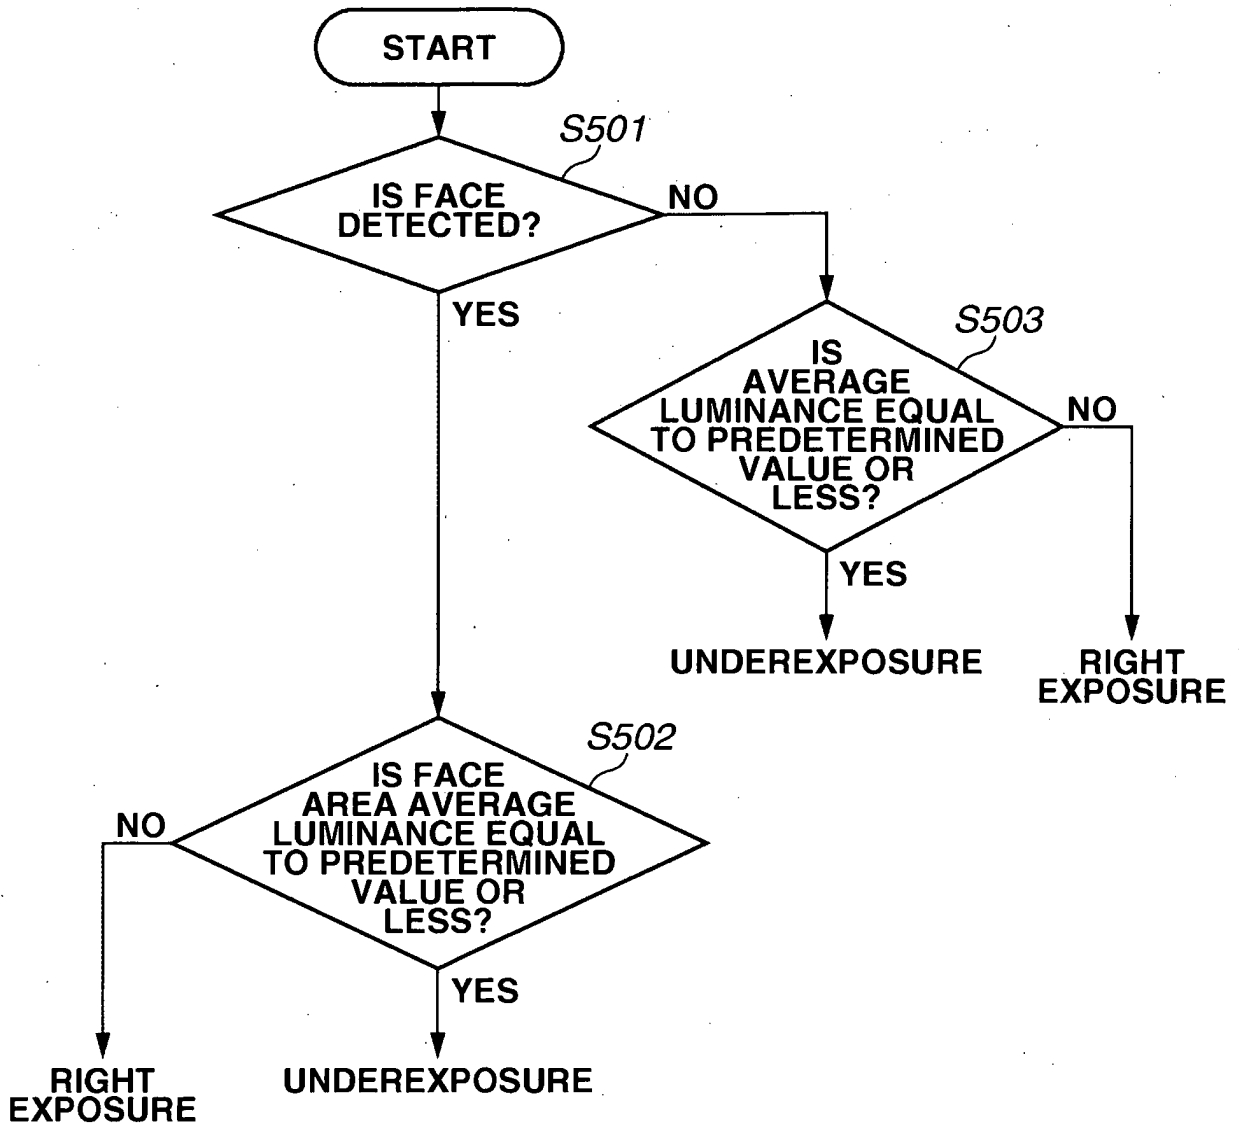 START
S501
IS FACE
DETECTED?
NO
YES
S503
IS
AVERAGE
LUMINANCE EQUAL
TO PREDETERMINED
VALUE OR
LESS?
NO
YES
UNDEREXPOSURE
RIGHT
EXPOSURE
S502
IS FACE
AREA AVERAGE
LUMINANCE EQUAL
TO PREDETERMINED
VALUE OR
LESS?
NO
YES
RIGHT
EXPOSURE
UNDEREXPOSURE